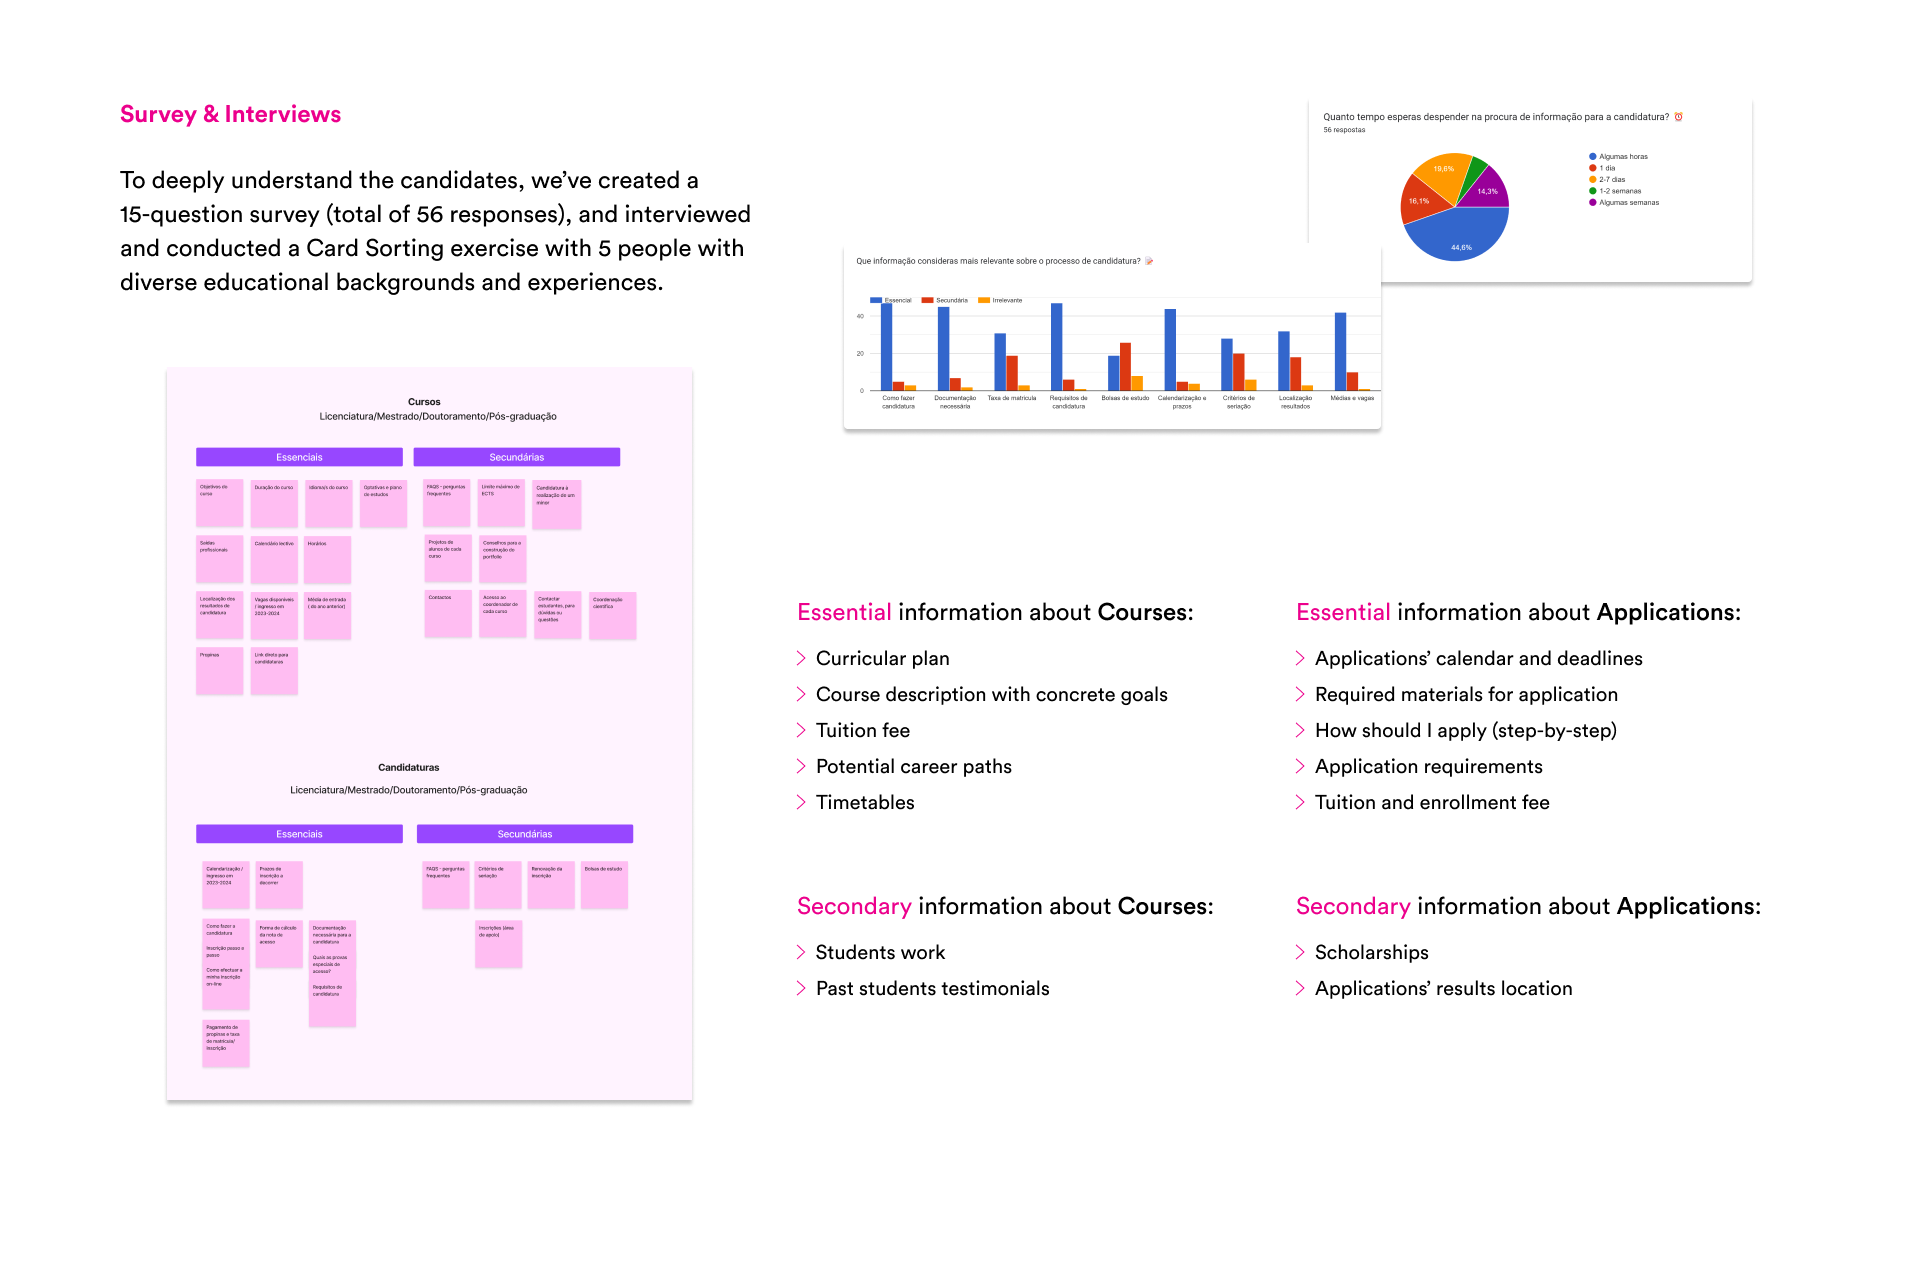 Survey & Interviews
To deeply understand the candidates, we’ve created a
15-question survey (total of 56 responses), and interviewed
and conducted a Card Sorting exercise with 5 people with
diverse educational backgrounds and experiences.
Quanto tempo esperas despender na procura de informação para a candidatura? ⏰
56 respostas
19,6%
16,1%
14,3%
44,6%
Algumas horas
1 dia
2-7 dias
1-2 semanas
Algumas semanas
Que informação consideras mais relevante sobre o processo de candidatura? 📝
Essencial
Secundária
Irrelevante
40
20
0
Como fazer
candidatura
Documentação
necessária
Taxa de matrícula
Requisitos de
candidatura
Bolsas de estudo
Calendarização e
prazos
Critérios de
seriação
Localização
resultados
Médias e vagas
Cursos
Licenciatura/Mestrado/Doutoramento/Pós-graduação
Essenciais
Secundárias
Objetivos do
curso
Duração do curso
Idioma/s do curso
Optativas e plano
de estudos
Saídas
profissionais
Calendário letivo
Horários
Localização dos
resultados de
candidatura
Vagas disponíveis
/ ingresso em
2023-2024
Média de entrada
( do ano anterior)
Propinas
Link direto para
candidaturas
FAQS - perguntas
frequentes
Limite máximo de
ECTS
Candidatura à
realização de um
minor
Projetos de
alunos de cada
curso
Conselhos para a
construção do
portfolio
Contactos
Acesso ao
coordenador de
cada curso
Contactar
estudantes, para
dúvidas ou
questões
Coordenação
científica
Candidaturas
Licenciatura/Mestrado/Doutoramento/Pós-graduação
Essenciais
Secundárias
Calendarização /
ingresso em
2023-2024
Prazos de
inscrição a
decorrer
Como fazer a
candidatura
Inscrição passo a
passo
Como efectuar a
minha inscrição
on-line
Forma de cálculo
da nota de
acesso
Documentação
necessária para a
candidatura
Quais as provas
especiais de
acesso?
Requisitos de
candidatura
Pagamento de
propinas e taxa
de matrícula/
inscrição
FAQS - perguntas
frequentes
Critérios de
seriação
Renovação da
inscrição
Bolsas de estudo
Inscrições (área
de apoio)
Essential information about Courses:
Curricular plan
Course description with concrete goals
Tuition fee
Potential career paths
Timetables
Essential information about Applications:
Applications’ calendar and deadlines
Required materials for application
How should I apply (step-by-step)
Application requirements
Tuition and enrollment fee
Secondary information about Courses:
Students work
Past students testimonials
Secondary information about Applications:
Scholarships
Applications’ results location